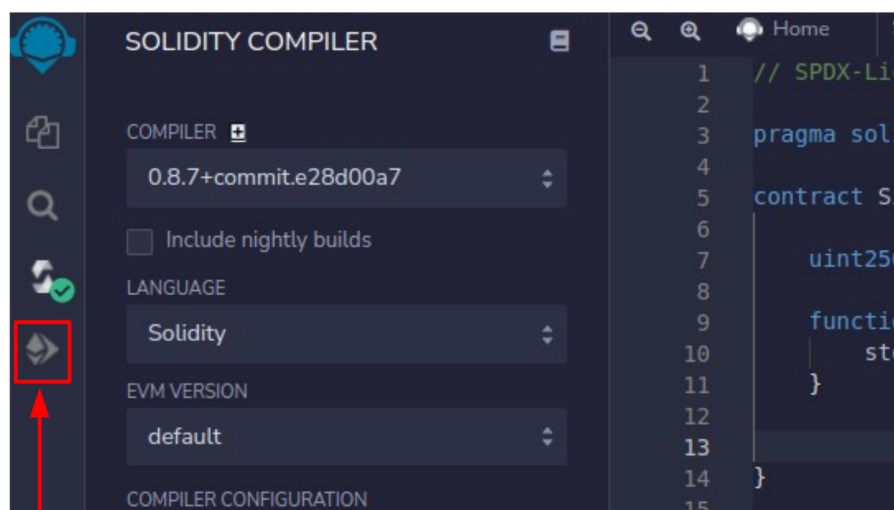 SOLIDITY COMPILER
COMPILER
0.8.7+commit.e28d00a7
Include nightly builds
LANGUAGE
Solidity
EVM VERSION
default
COMPILER CONFIGURATION
Home
1 // SPDX-Li
2
3 pragma sol
4
5 contract S
6
7 uint25
8
9 functi
10 st
11 }
12
13
14 }
15